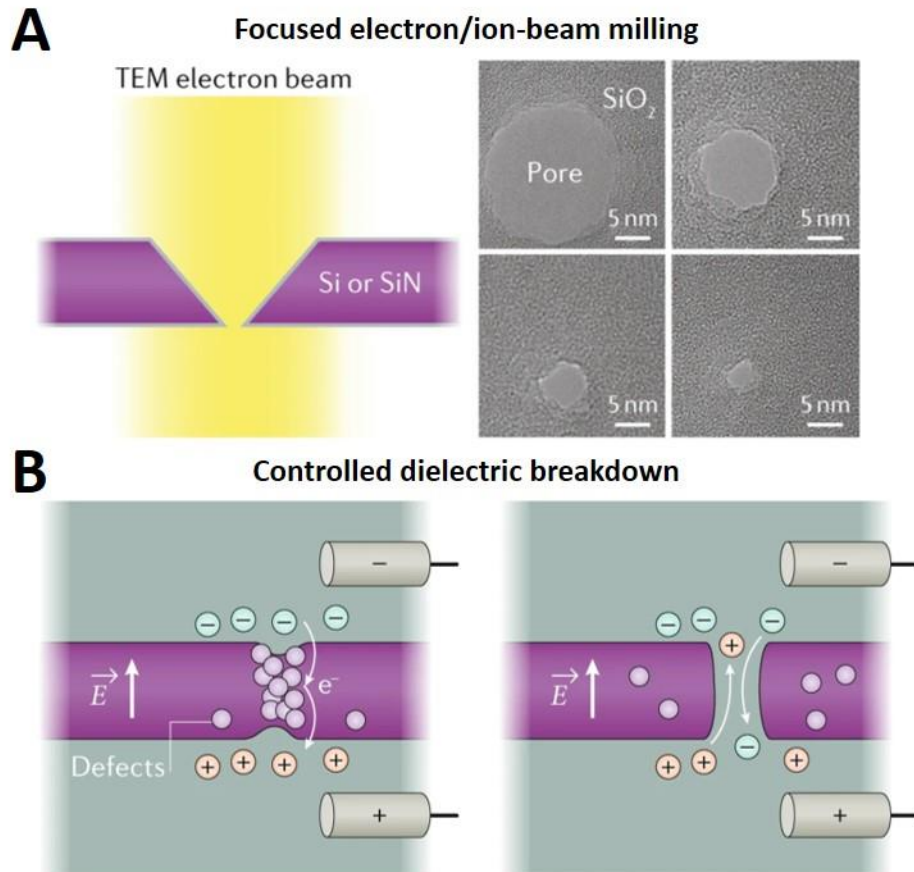 A
Focused electron/ion-beam milling
TEM electron beam
Si or SiN
SiO₂
Pore
5 nm
5 nm
5 nm
5 nm
B
Controlled dielectric breakdown
−
−
− − − −
− − + −
E⃗
e⁻
E⃗
Defects
+ + + +
+ + − +
+
+